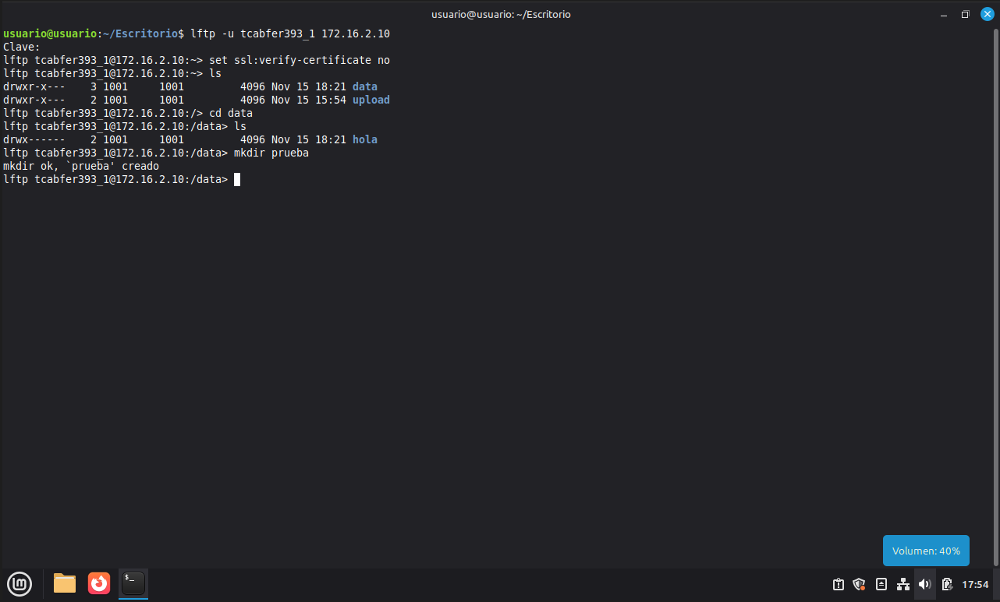 usuario@usuario: ~/Escritorio
usuario@usuario:~/Escritorio$ lftp -u tcabfer393_1 172.16.2.10
Clave:
lftp tcabfer393_1@172.16.2.10:~> set ssl:verify-certificate no
lftp tcabfer393_1@172.16.2.10:~> ls
drwxr-x---    3 1001     1001         4096 Nov 15 18:21 data
drwxr-x---    2 1001     1001         4096 Nov 15 15:54 upload
lftp tcabfer393_1@172.16.2.10:/> cd data
lftp tcabfer393_1@172.16.2.10:/data> ls
drwx------    2 1001     1001         4096 Nov 15 18:21 hola
lftp tcabfer393_1@172.16.2.10:/data> mkdir prueba
mkdir ok, `prueba' creado
lftp tcabfer393_1@172.16.2.10:/data>
Volumen: 40%
lm
$_
17:54